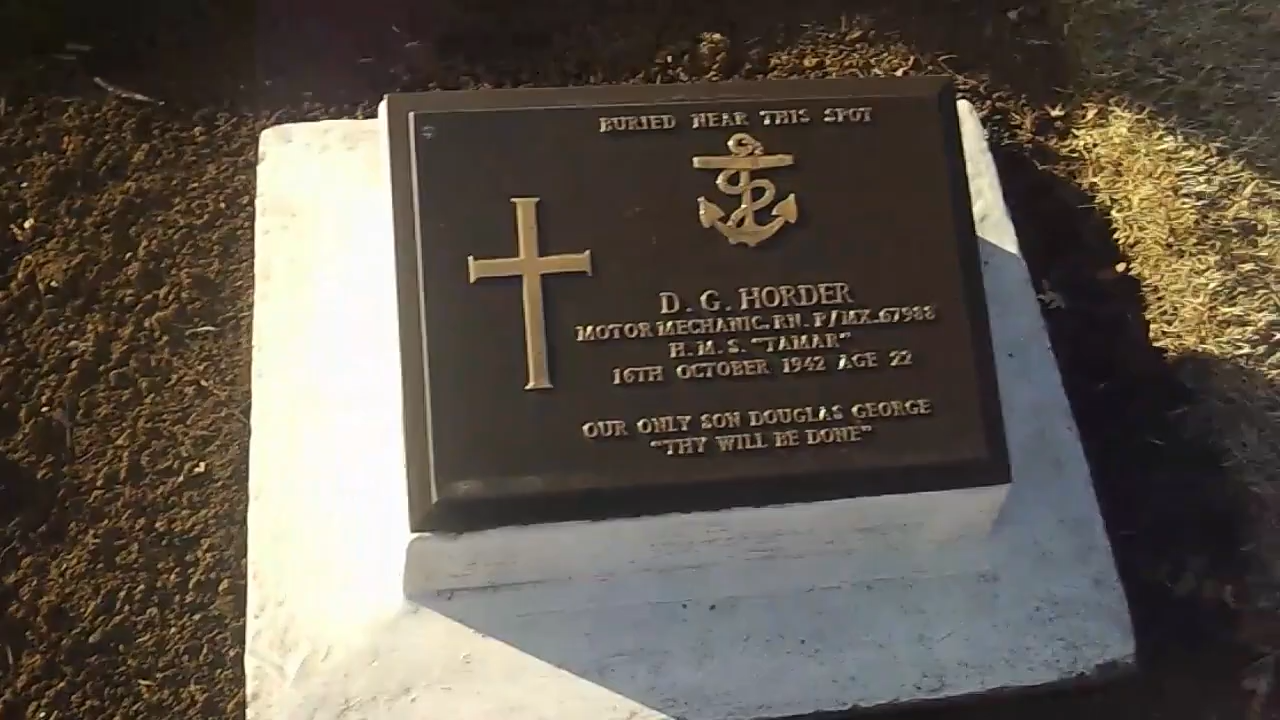 BURIED NEAR THIS SPOT
D. G. HORDER
MOTOR MECHANIC. RN. P/MX.67988
H. M. S. "TAMAR"
16TH OCTOBER 1942 AGE 22
OUR ONLY SON DOUGLAS GEORGE
"THY WILL BE DONE"